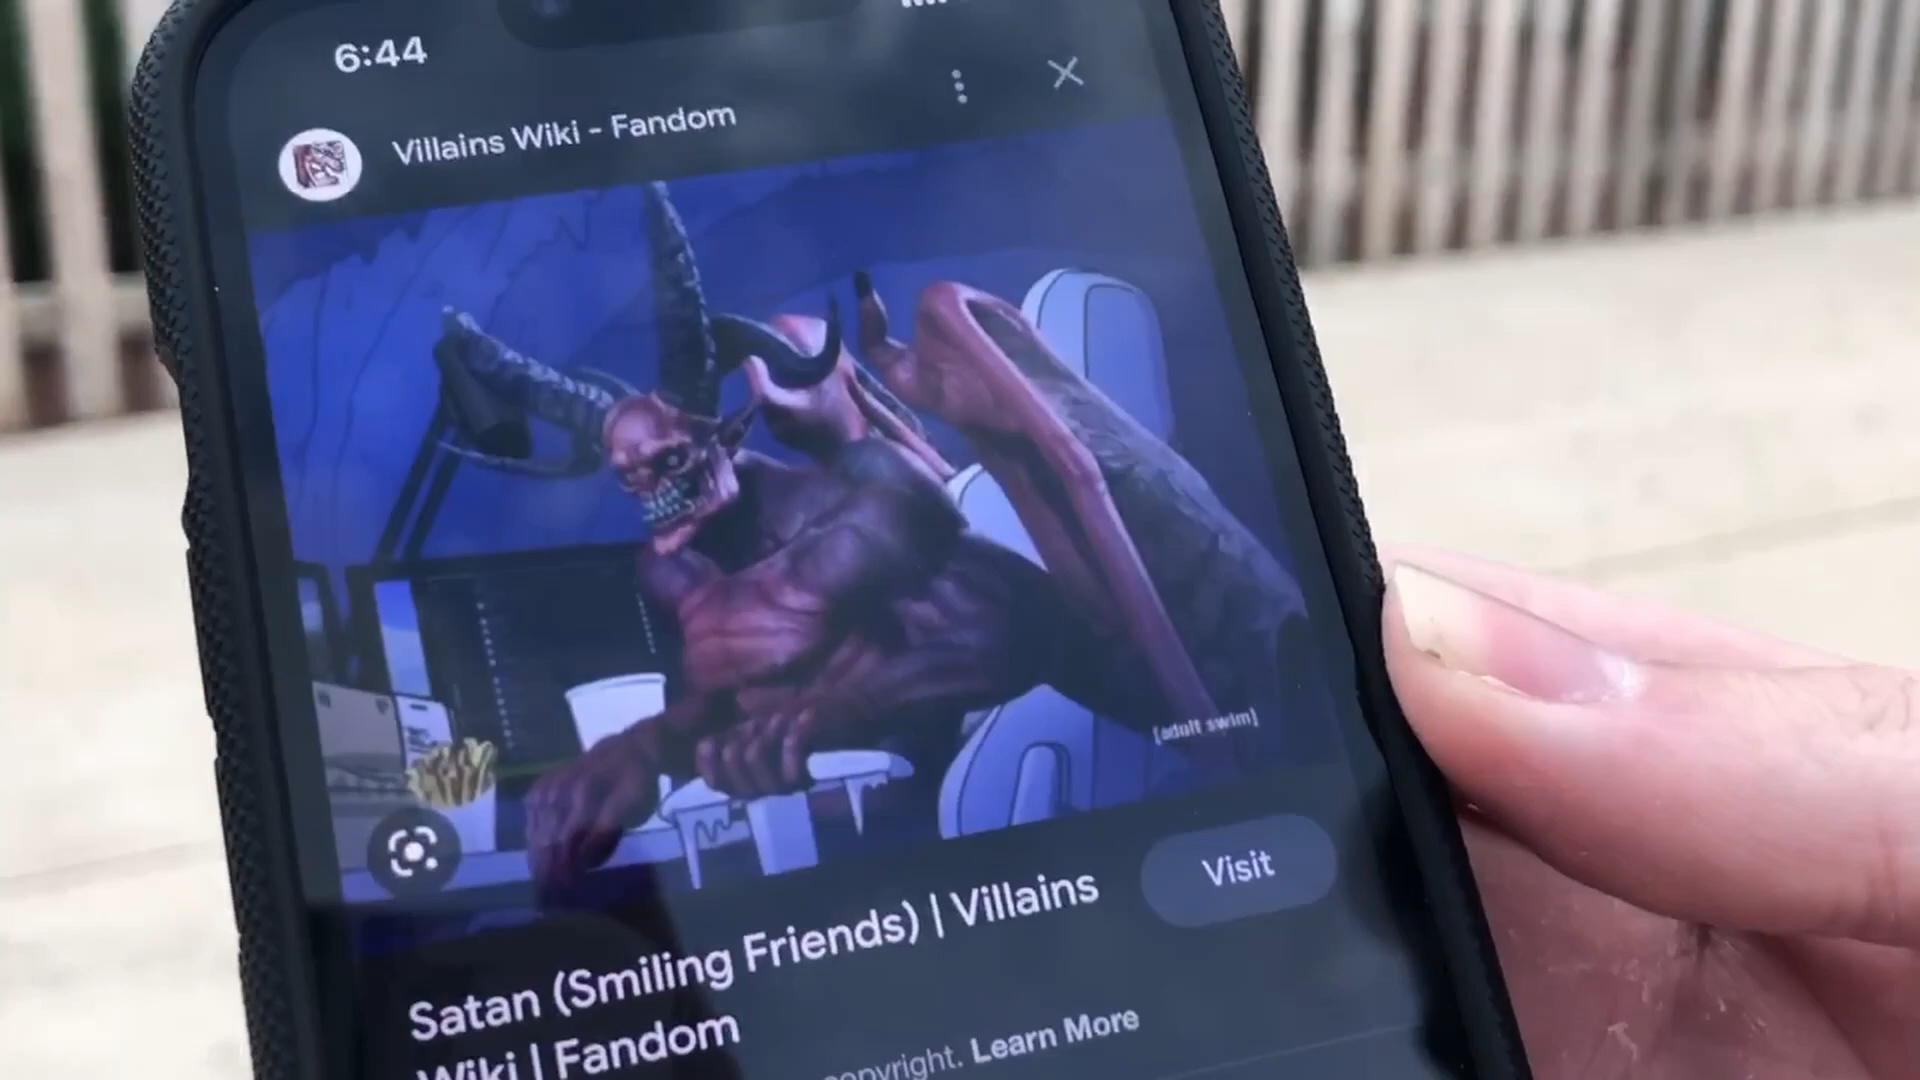 6:44
Villains Wiki - Fandom
[adult swim]
Visit
Satan (Smiling Friends) | Villains
Wiki | Fandom
copyright. Learn More